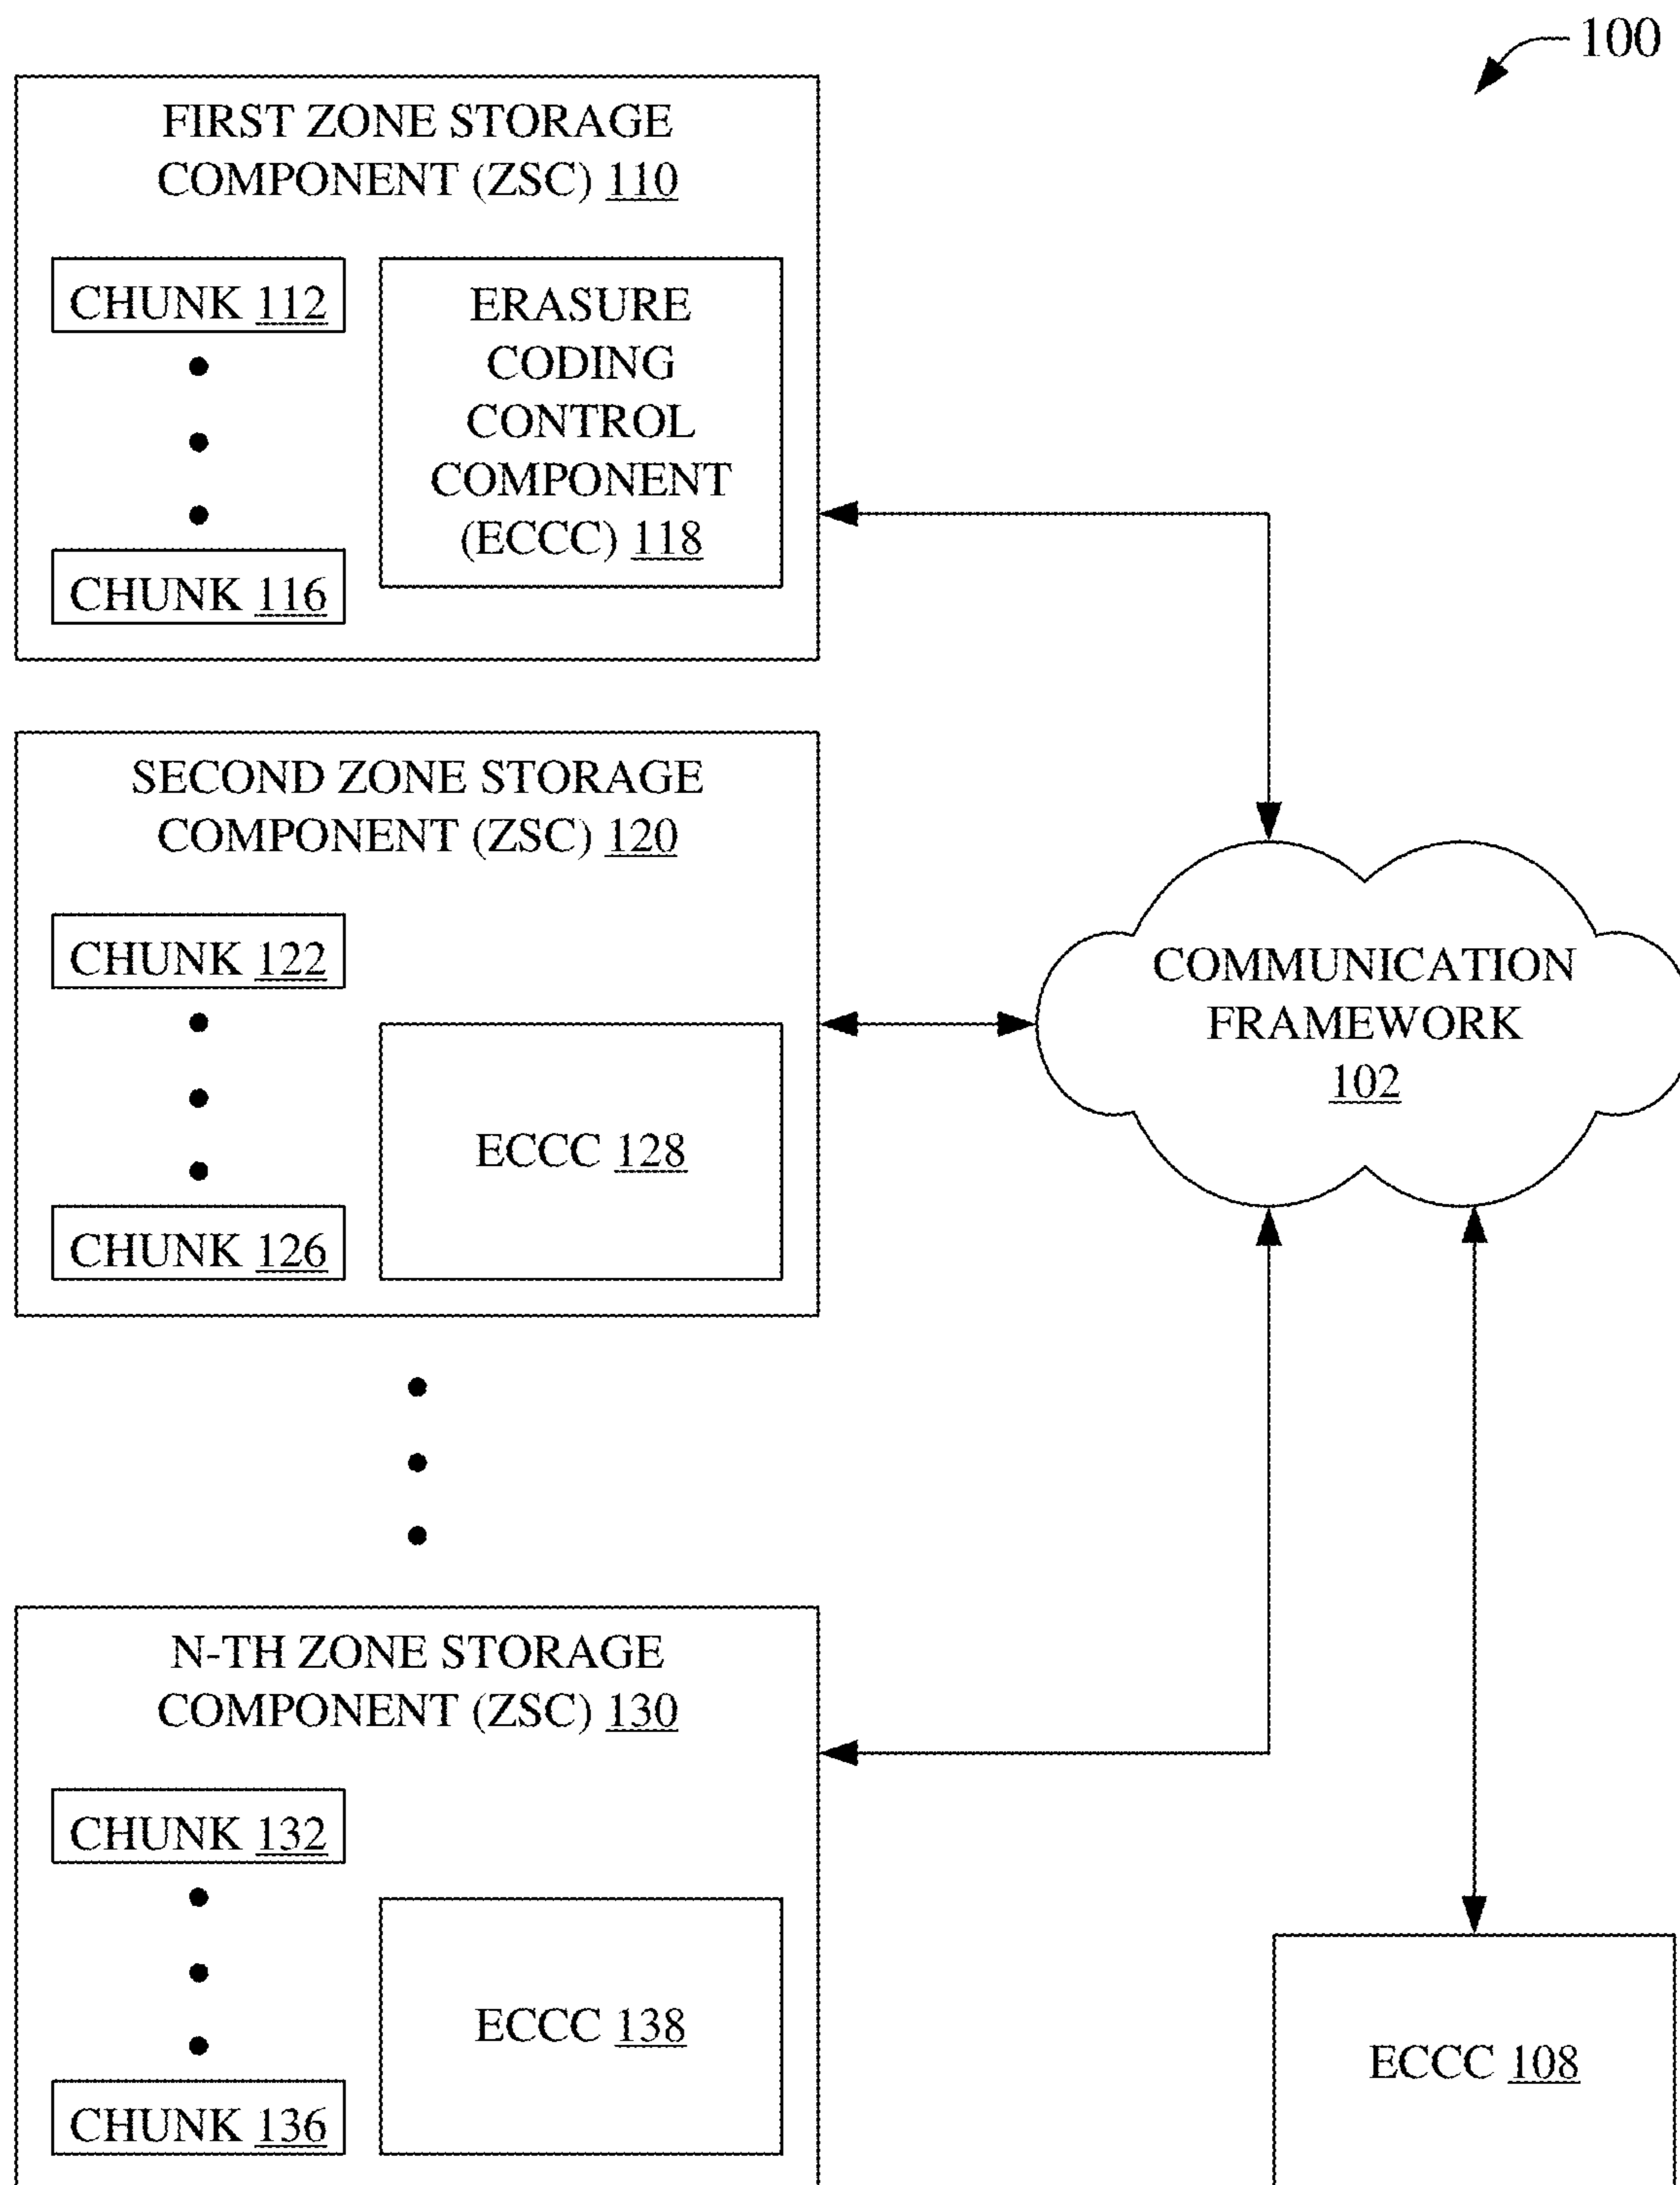 100
FIRST ZONE STORAGE
COMPONENT (ZSC) 110
CHUNK 112
CHUNK 116
ERASURE
CODING
CONTROL
COMPONENT
(ECCC) 118
SECOND ZONE STORAGE
COMPONENT (ZSC) 120
CHUNK 122
CHUNK 126
ECCC 128
COMMUNICATION
FRAMEWORK
102
N-TH ZONE STORAGE
COMPONENT (ZSC) 130
CHUNK 132
CHUNK 136
ECCC 138
ECCC 108